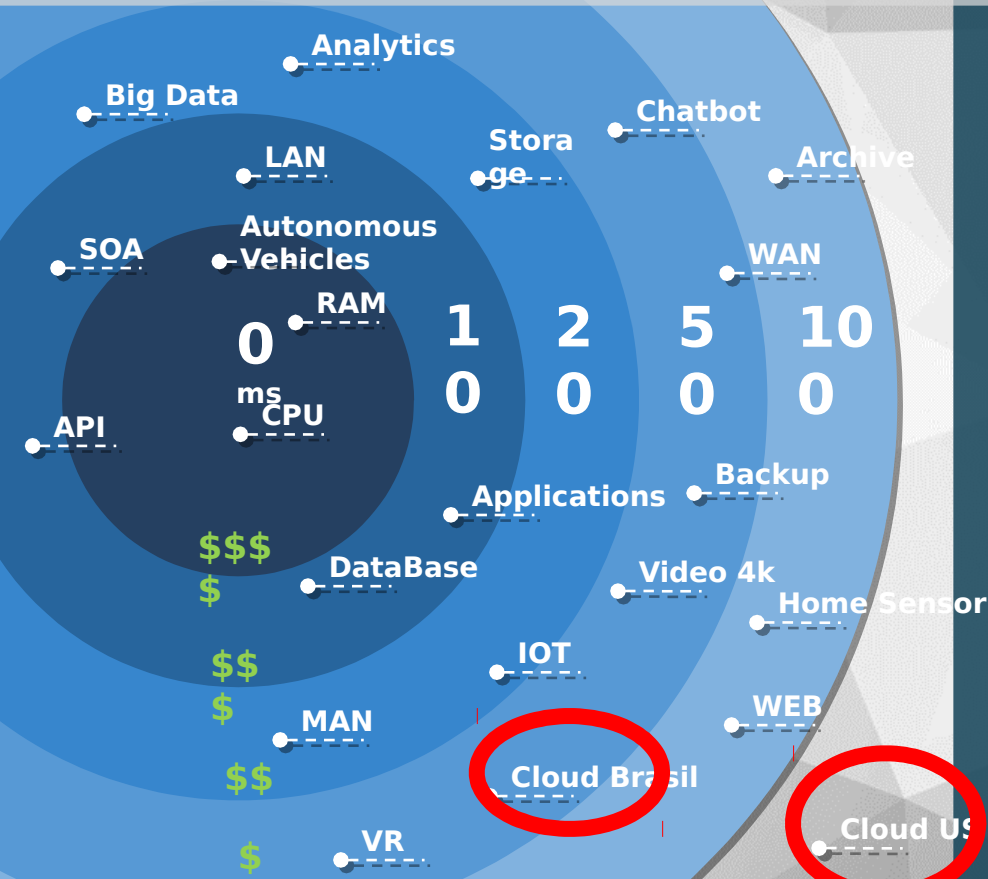 Analytics
Big Data
Chatbot
Stora
ge
LAN
Archive
Autonomous
Vehicles
SOA
WAN
RAM
0
ms
1
0
2
0
5
0
10
0
CPU
API
Backup
Applications
$$$
$
DataBase
Video 4k
Home Sensor
IOT
$$
$
MAN
WEB
$$
Cloud Brasil
Cloud US
VR
$